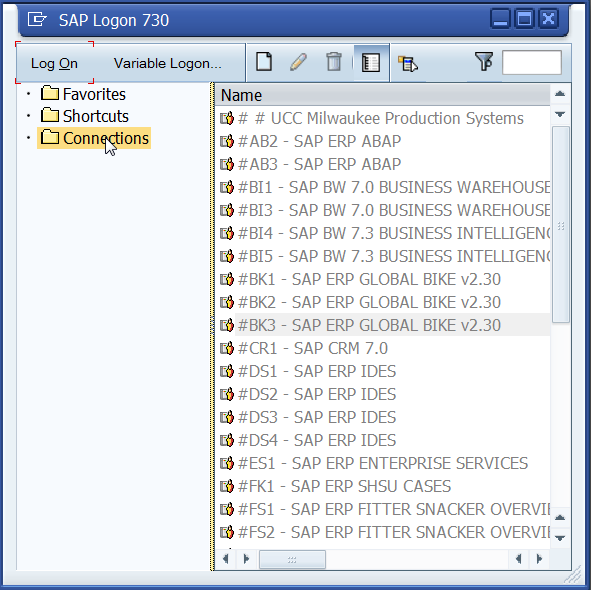 SAP Logon 730
Log On Variable Logon...
Favorites
Shortcuts
Connections
Name
# # UCC Milwaukee Production Systems
#AB2 - SAP ERP ABAP
#AB3 - SAP ERP ABAP
#BI1 - SAP BW 7.0 BUSINESS WAREHOUSE
#BI3 - SAP BW 7.0 BUSINESS WAREHOUSE
#BI4 - SAP BW 7.3 BUSINESS INTELLIGENC
#BI5 - SAP BW 7.3 BUSINESS INTELLIGENC
#BK1 - SAP ERP GLOBAL BIKE v2.30
#BK2 - SAP ERP GLOBAL BIKE v2.30
#BK3 - SAP ERP GLOBAL BIKE v2.30
#CR1 - SAP CRM 7.0
#DS1 - SAP ERP IDES
#DS2 - SAP ERP IDES
#DS3 - SAP ERP IDES
#DS4 - SAP ERP IDES
#ES1 - SAP ERP ENTERPRISE SERVICES
#FK1 - SAP ERP SHSU CASES
#FS1 - SAP ERP FITTER SNACKER OVERVI
#FS2 - SAP ERP FITTER SNACKER OVERVI